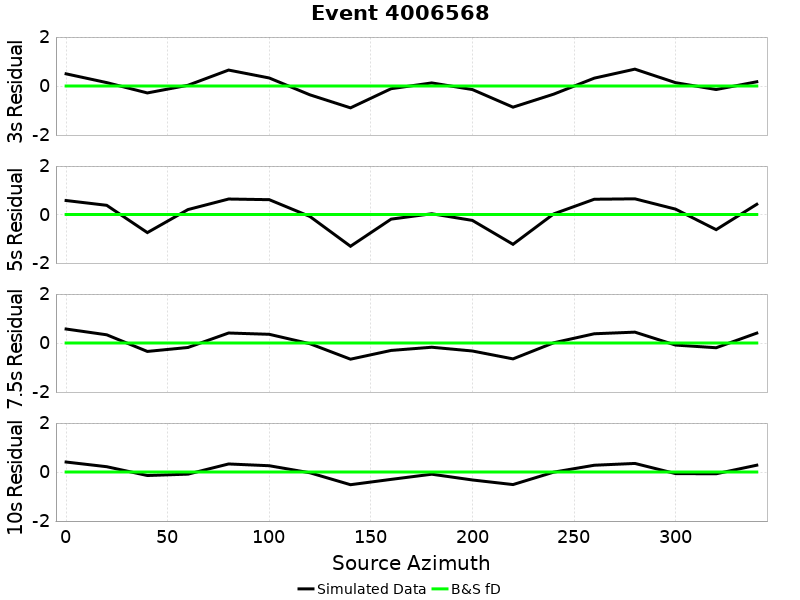 Event 4006568
3s Residual
2
0
-2
5s Residual
2
0
-2
7.5s Residual
2
0
-2
10s Residual
2
0
-2
0 50 100 150 200 250 300
Source Azimuth
Simulated Data B&S fD